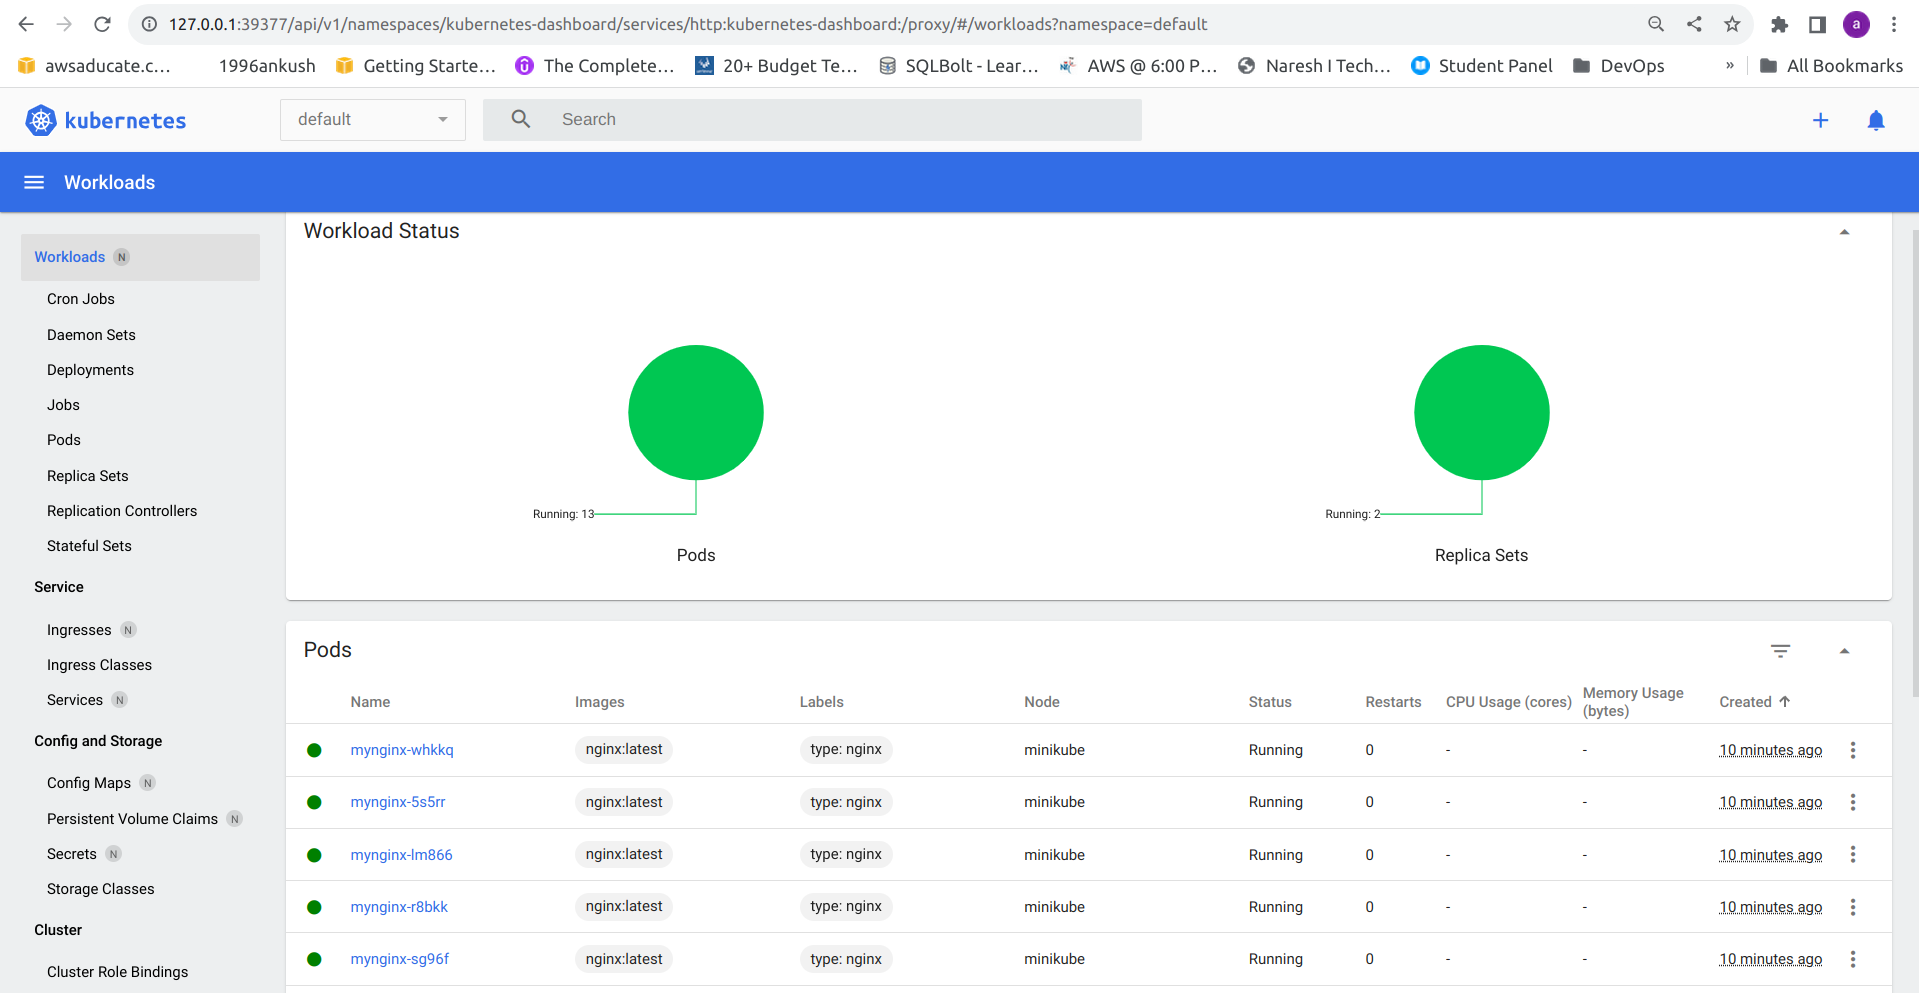 127.0.0.1:39377/api/v1/namespaces/kubernetes-dashboard/services/http:kubernetes-dashboard:/proxy/#/workloads?namespace=default
a
awsaducate.c... 1996ankush Getting Starte... The Complete... 20+ Budget Te... SQLBolt - Lear... AWS @ 6:00 P... Naresh I Tech... Student Panel DevOps » All Bookmarks
kubernetes default Search
Workloads
Workloads N
Cron Jobs
Daemon Sets
Deployments
Jobs
Pods
Replica Sets
Replication Controllers
Stateful Sets
Service
Ingresses N
Ingress Classes
Services N
Config and Storage
Config Maps N
Persistent Volume Claims N
Secrets N
Storage Classes
Cluster
Cluster Role Bindings
Workload Status
Running: 13
Pods
Running: 2
Replica Sets
Pods
Name Images Labels Node Status Restarts CPU Usage (cores) Memory Usage (bytes) Created
mynginx-whkkq nginx:latest type: nginx minikube Running 0 - - 10 minutes ago
mynginx-5s5rr nginx:latest type: nginx minikube Running 0 - - 10 minutes ago
mynginx-lm866 nginx:latest type: nginx minikube Running 0 - - 10 minutes ago
mynginx-r8bkk nginx:latest type: nginx minikube Running 0 - - 10 minutes ago
mynginx-sg96f nginx:latest type: nginx minikube Running 0 - - 10 minutes ago